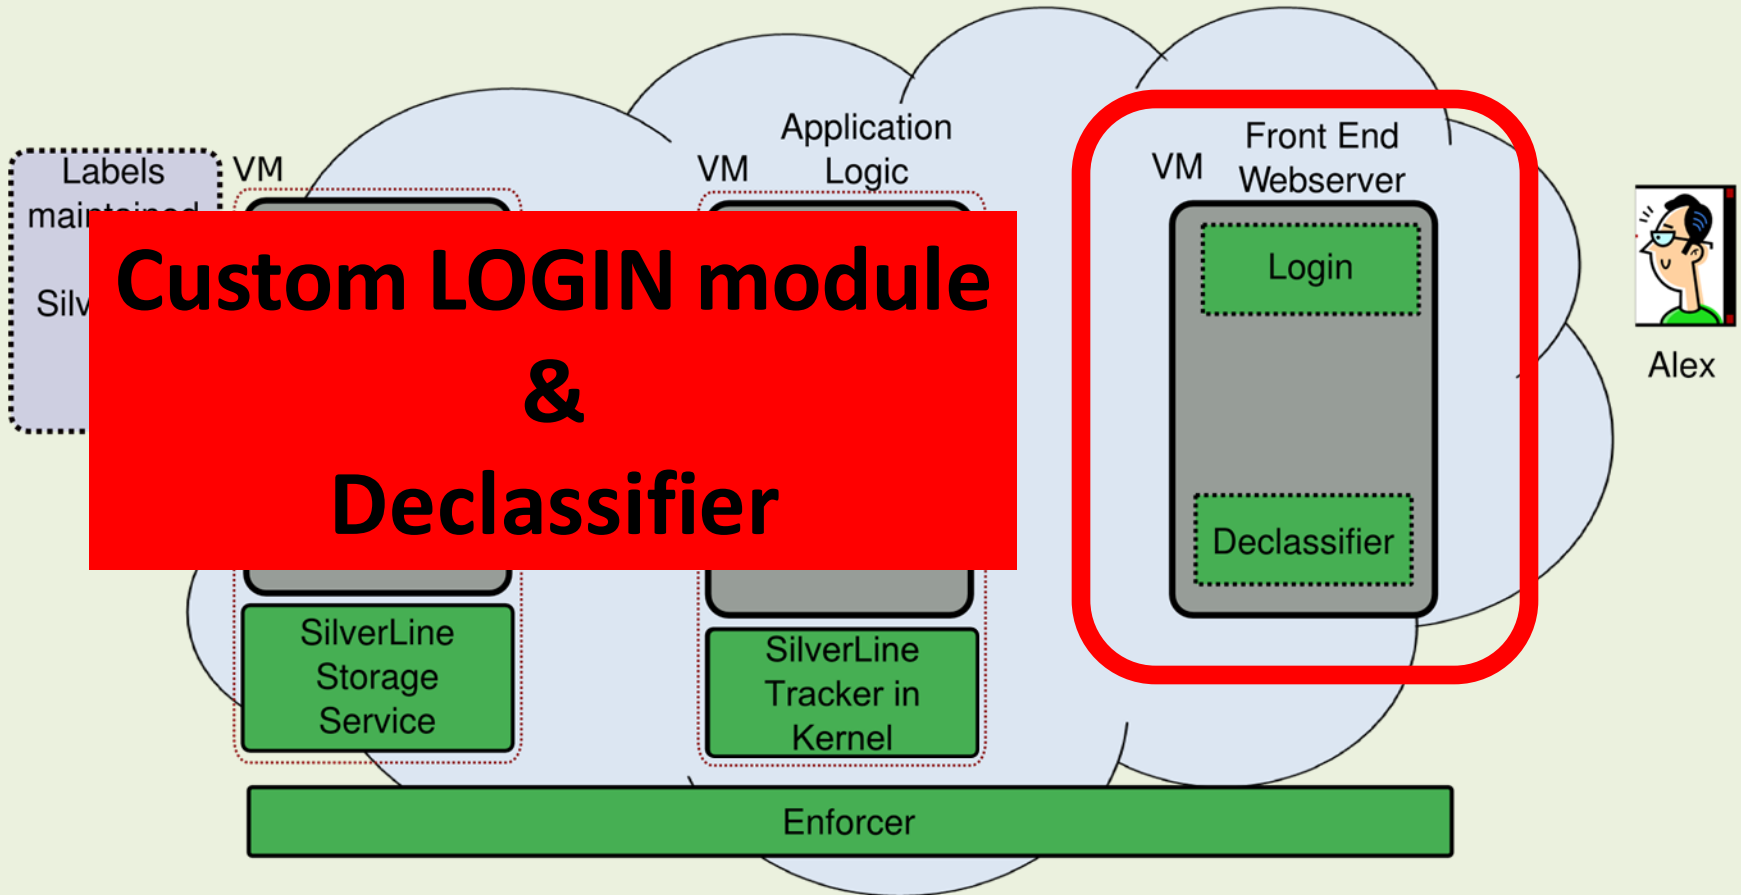 Labels
VM
Application
VM
Logic
VM
Front End
Webserver
Custom LOGIN module
&
Declassifier
Login
Declassifier
Alex
SilverLine
Storage
Service
SilverLine
Tracker in
Kernel
Enforcer